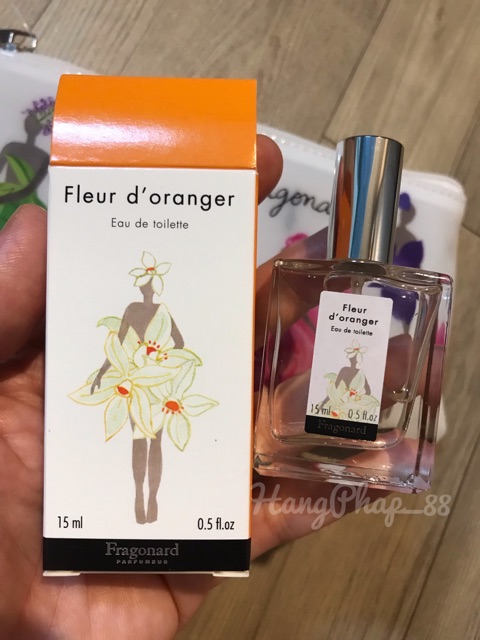 Fleur d'oranger
Eau de toilette
15 ml 0.5 fl.oz
Fragonard
PARFUMEUR
Fleur
d'oranger
Eau de toilette
15 ml 0.5 fl.oz
Fragonard
HangPhap_88